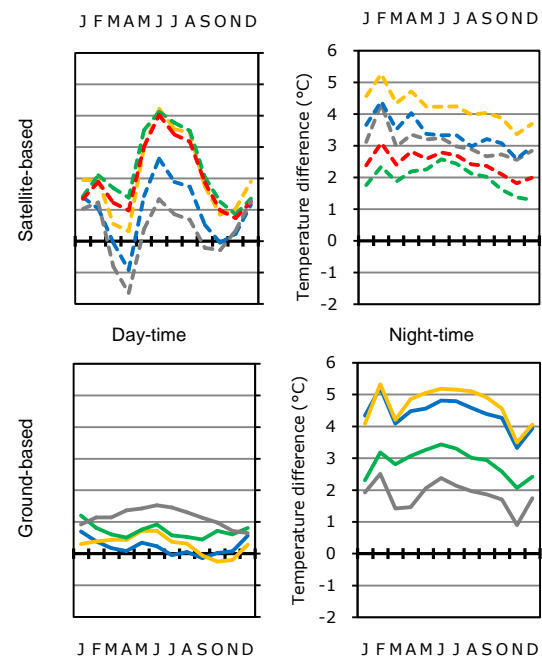 J F M A M J J A S O N D
J F M A M J J A S O N D
Satellite-based
Temperature difference (°C)
6
5
4
3
2
1
0
-1
-2
Day-time
Night-time
Ground-based
Temperature difference (°C)
6
5
4
3
2
1
0
-1
-2
J F M A M J J A S O N D
J F M A M J J A S O N D